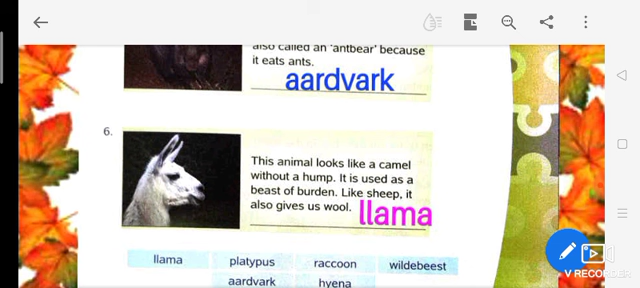 also called an 'antbear' because
it eats ants.
aardvark
6.
This animal looks like a camel
without a hump. It is used as a
beast of burden. Like sheep, it
also gives us wool.
llama
llama platypus raccoon wildebeest
aardvark hyena
V RECORDER